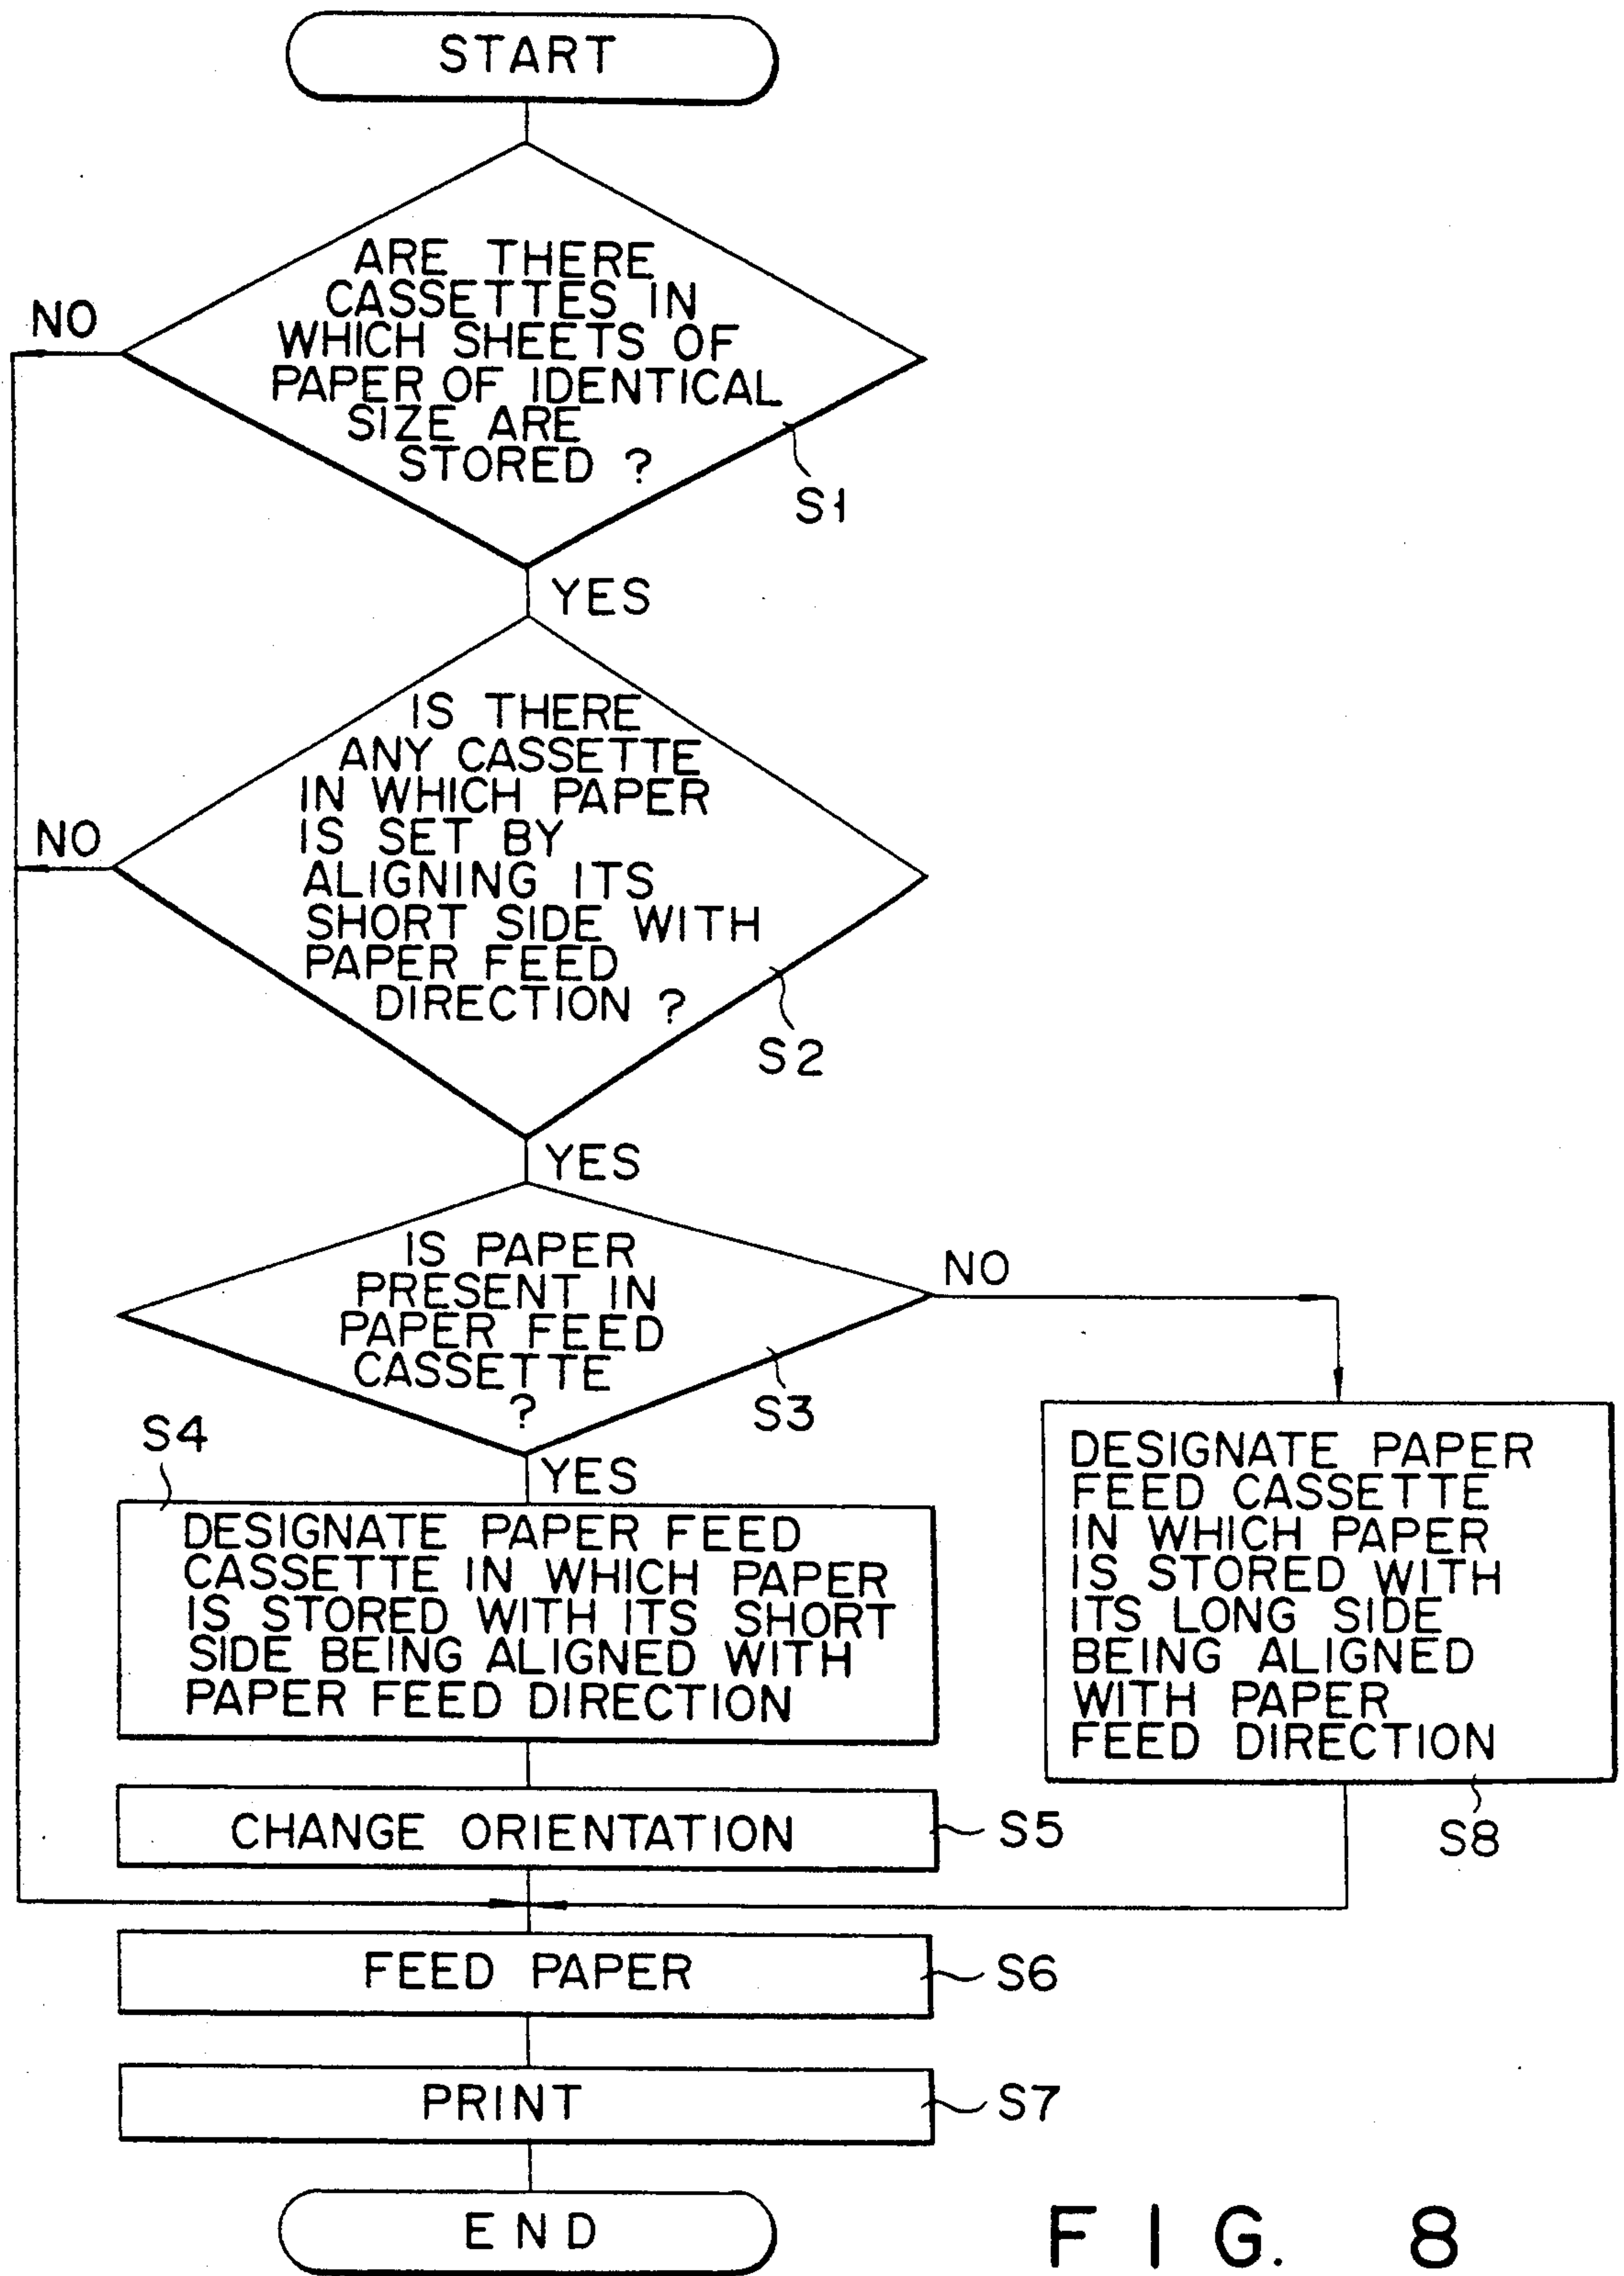 START
ARE THERE
CASSETTES IN
WHICH SHEETS OF
PAPER OF IDENTICAL
SIZE ARE
STORED ?
NO
S1
YES
IS THERE
ANY CASSETTE
IN WHICH PAPER
IS SET BY
ALIGNING ITS
SHORT SIDE WITH
PAPER FEED
DIRECTION ?
NO
S2
YES
IS PAPER
PRESENT IN
PAPER FEED
CASSETTE
?
NO
S3
YES
S4
DESIGNATE PAPER FEED
CASSETTE IN WHICH PAPER
IS STORED WITH ITS SHORT
SIDE BEING ALIGNED WITH
PAPER FEED DIRECTION
DESIGNATE PAPER
FEED CASSETTE
IN WHICH PAPER
IS STORED WITH
ITS LONG SIDE
BEING ALIGNED
WITH PAPER
FEED DIRECTION
S8
CHANGE ORIENTATION
S5
FEED PAPER
S6
PRINT
S7
END
FIG. 8